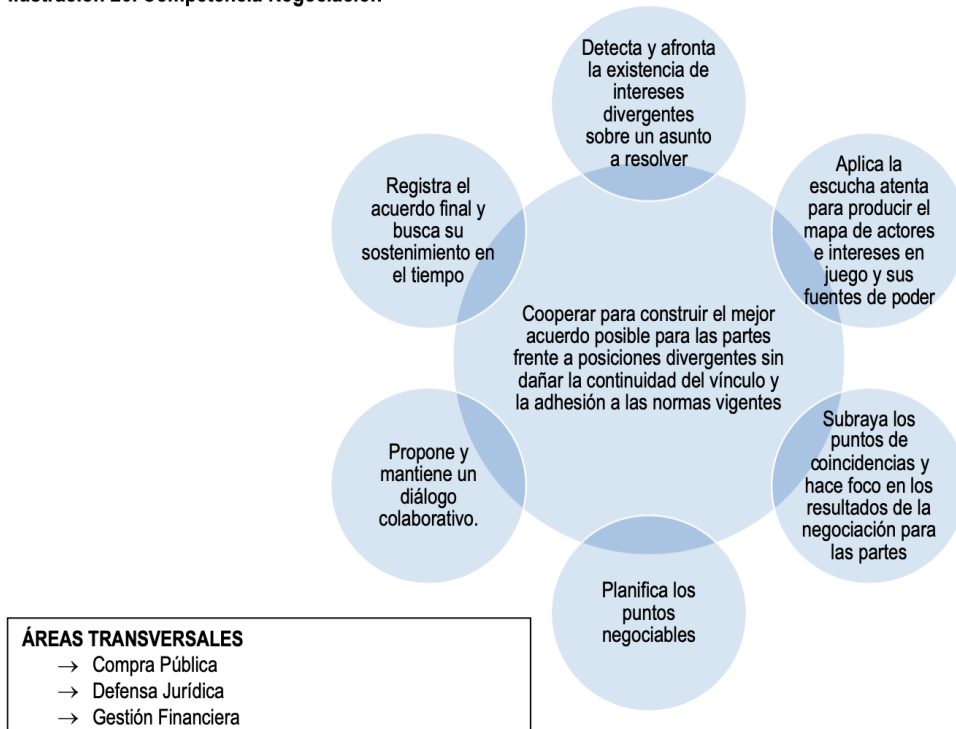 Ilustración 20. Competencia Negociación
Detecta y afronta
la existencia de
intereses
divergentes
sobre un asunto
a resolver
Aplica la
escucha atenta
para producir el
mapa de actores
e intereses en
juego y sus
fuentes de poder
Subraya los
puntos de
coincidencias y
hace foco en los
resultados de la
negociación para
las partes
Planifica los
puntos
negociables
Propone y
mantiene un
diálogo
colaborativo.
Registra el
acuerdo final y
busca su
sostenimiento en
el tiempo
Cooperar para construir el mejor
acuerdo posible para las partes
frente a posiciones divergentes sin
dañar la continuidad del vínculo y
la adhesión a las normas vigentes
ÁREAS TRANSVERSALES
→ Compra Pública
→ Defensa Jurídica
→ Gestión Financiera